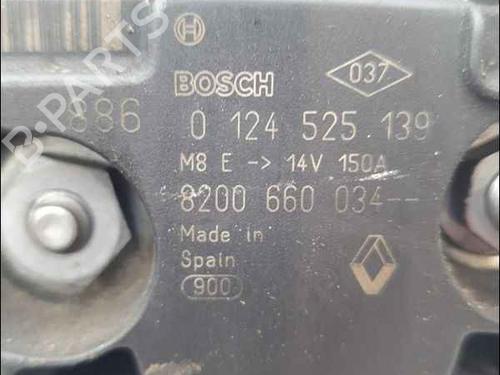 BOSCH
037
886 0 124 525 139
M8 E -> 14V 150A
8200 660 034--
Made in
Spain
900
B-PARTS